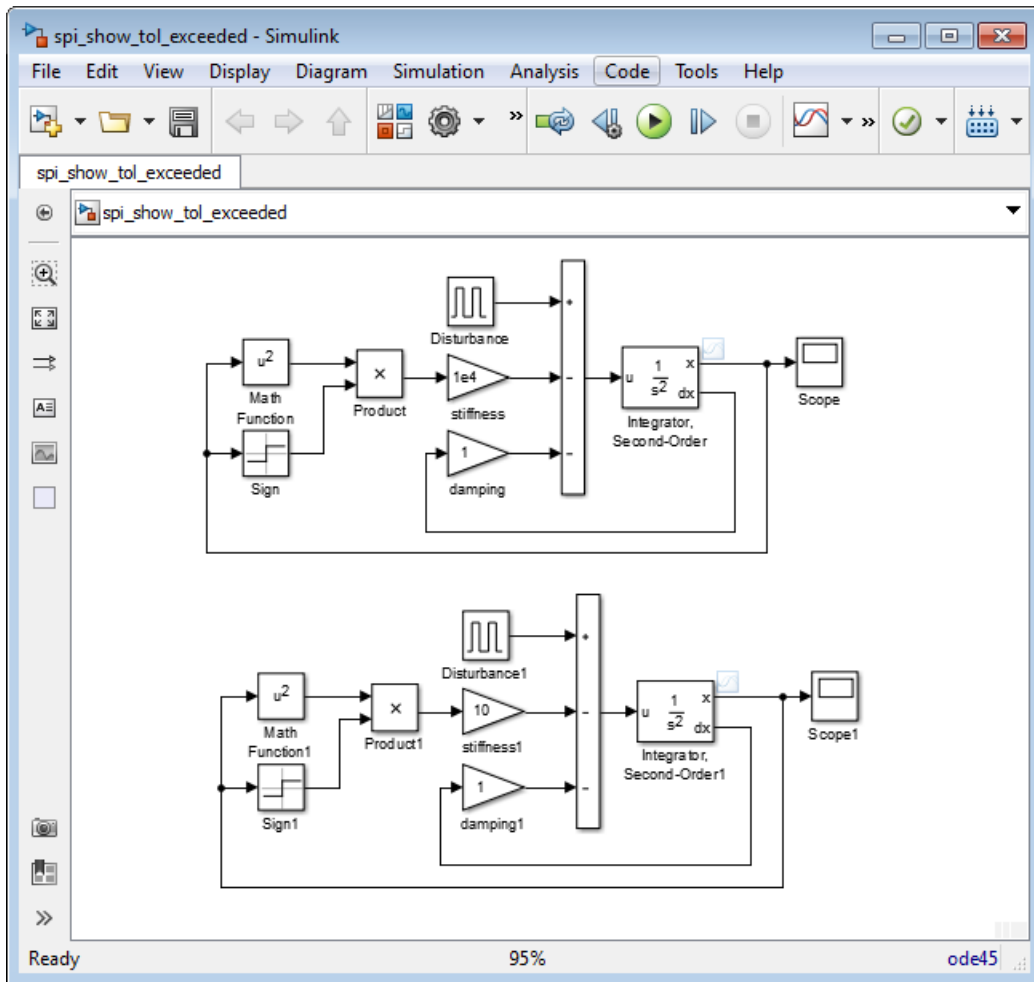 spi_show_tol_exceeded - Simulink
File Edit View Display Diagram Simulation Analysis Code Tools Help
spi_show_tol_exceeded
spi_show_tol_exceeded
Disturbance
+
u²
Math
Function
×
Product
1e4
stiffness
-
u
1
s²
x
dx
Integrator,
Second-Order
Scope
Sign
1
damping
-
Disturbance1
+
u²
Math
Function1
×
Product1
10
stiffness1
-
u
1
s²
x
dx
Integrator,
Second-Order1
Scope1
Sign1
1
damping1
-
Ready 95% ode45